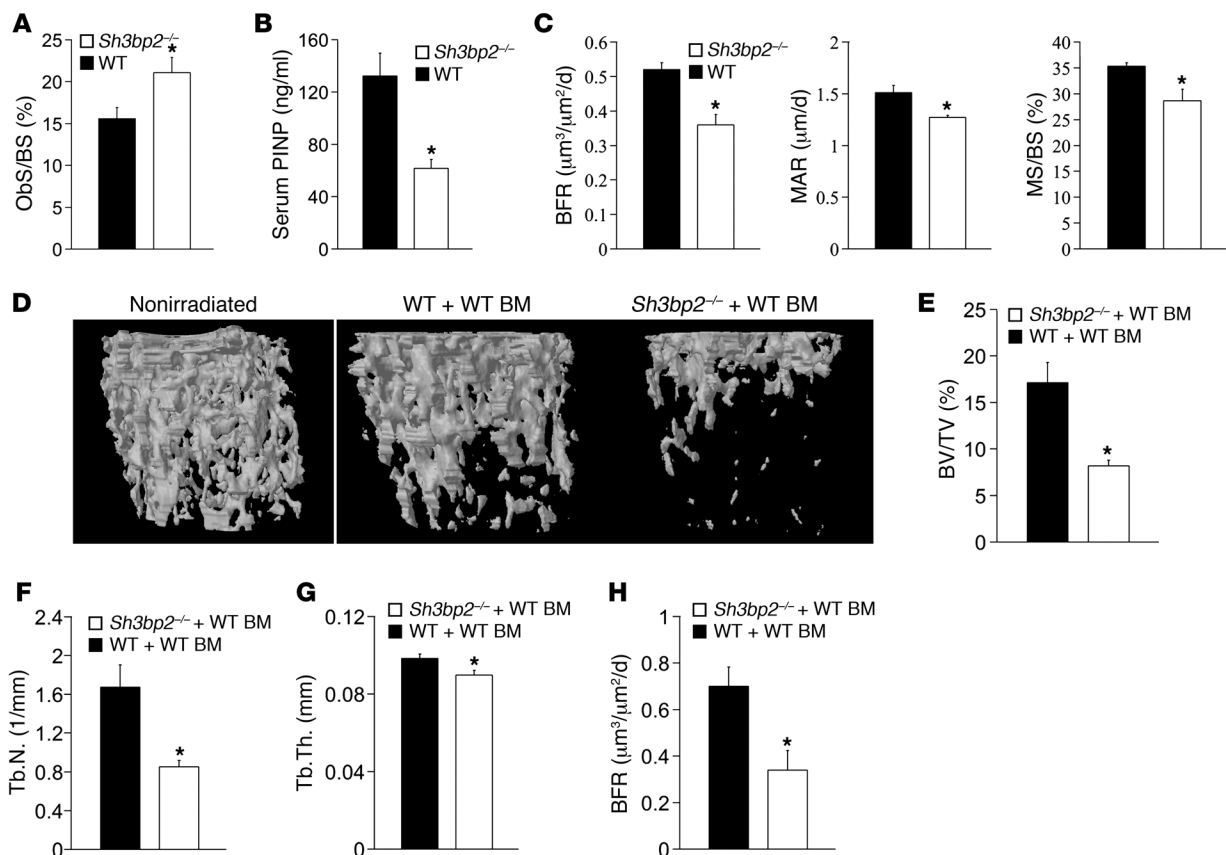 A
Sh3bp2⁻/⁻
WT
ObS/BS (%)
25
20
15
10
5
0
*
B
Sh3bp2⁻/⁻
WT
Serum PINP (ng/ml)
160
120
80
40
0
*
C
Sh3bp2⁻/⁻
WT
BFR (μm³/μm²/d)
0.6
0.5
0.4
0.3
0.2
0.1
0
*
MAR (μm/d)
2
1.5
1
0.5
0
*
MS/BS (%)
40
35
30
25
20
15
10
5
0
*
D
Nonirradiated
WT + WT BM
Sh3bp2⁻/⁻ + WT BM
E
Sh3bp2⁻/⁻ + WT BM
WT + WT BM
BV/TV (%)
25
20
15
10
5
0
*
F
Sh3bp2⁻/⁻ + WT BM
WT + WT BM
Tb.N. (1/mm)
2.4
2
1.6
1.2
0.8
0.4
0
*
G
Sh3bp2⁻/⁻ + WT BM
WT + WT BM
Tb.Th. (mm)
0.12
0.08
0.04
0
*
H
Sh3bp2⁻/⁻ + WT BM
WT + WT BM
BFR (μm³/μm²/d)
1
0.8
0.6
0.4
0.2
0
*